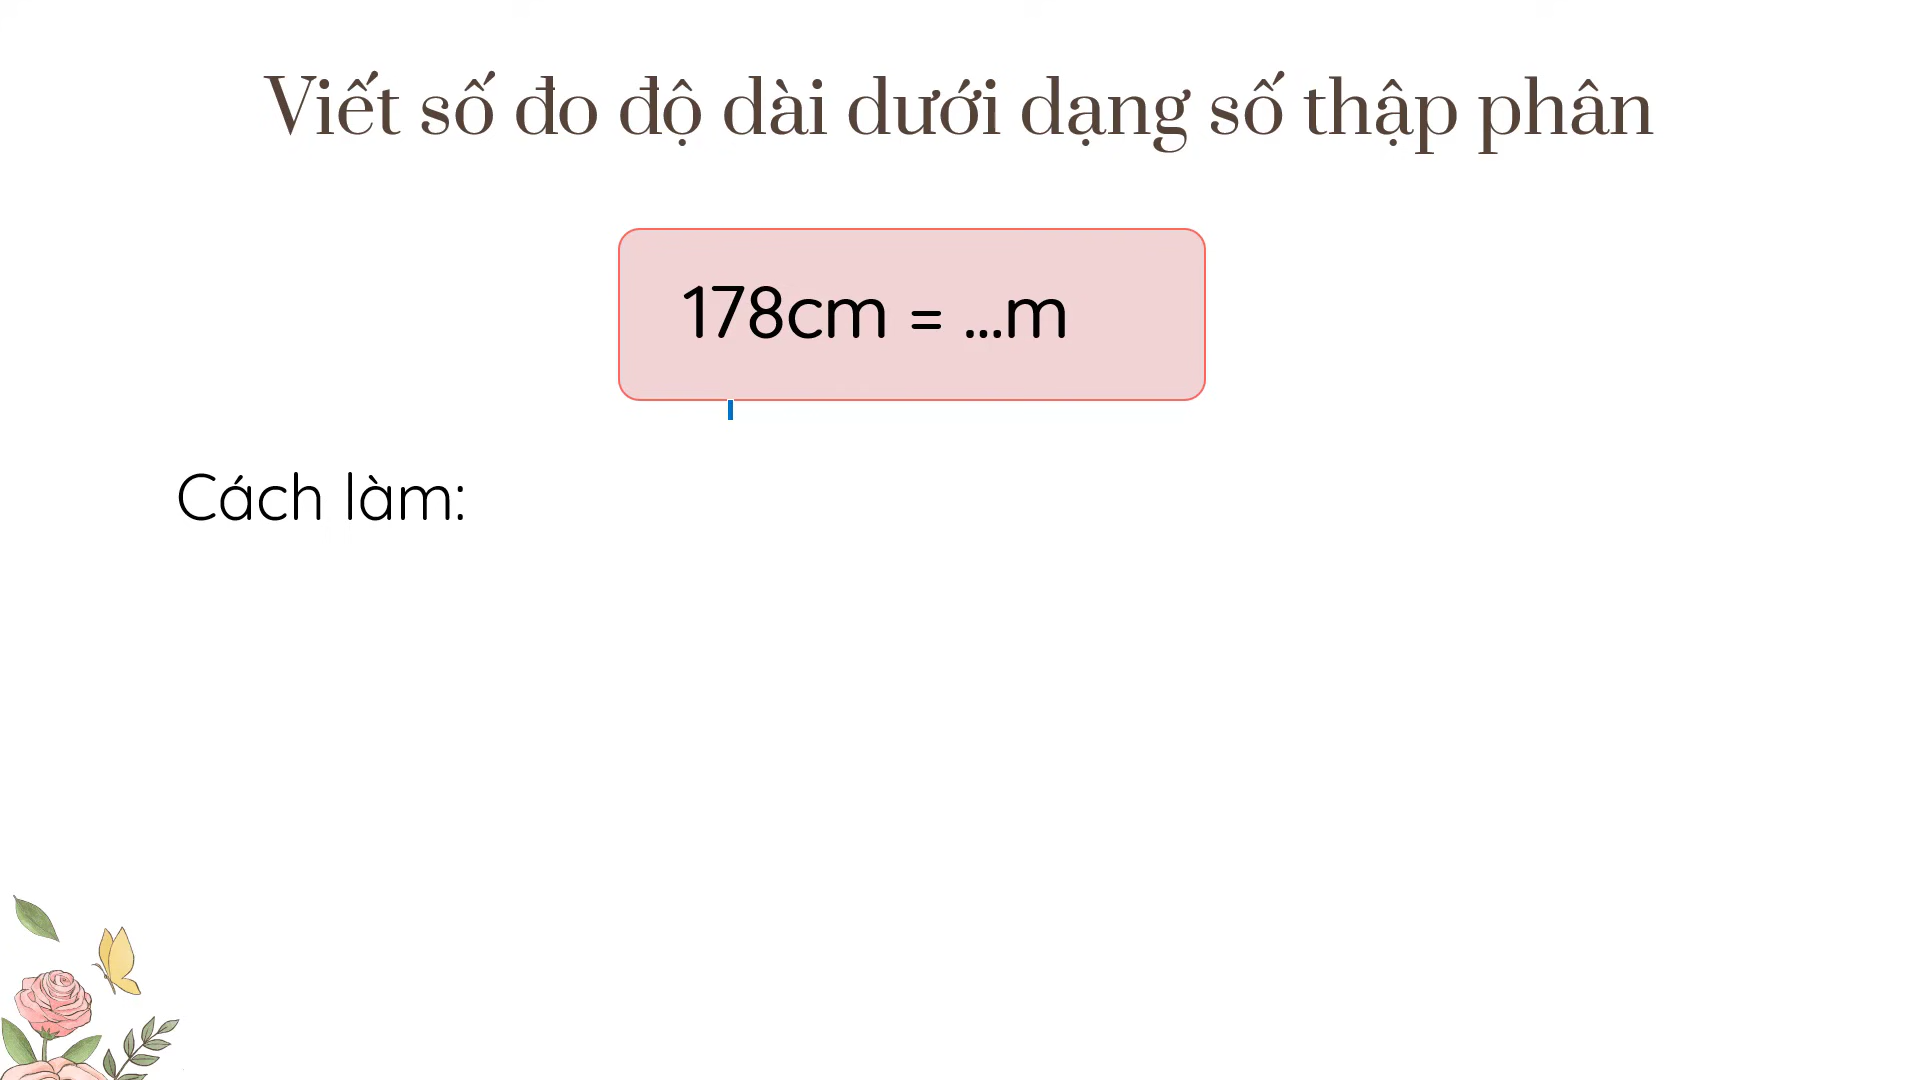 Viết số đo độ dài dưới dạng số thập phân
178cm = ...m
Cách làm: